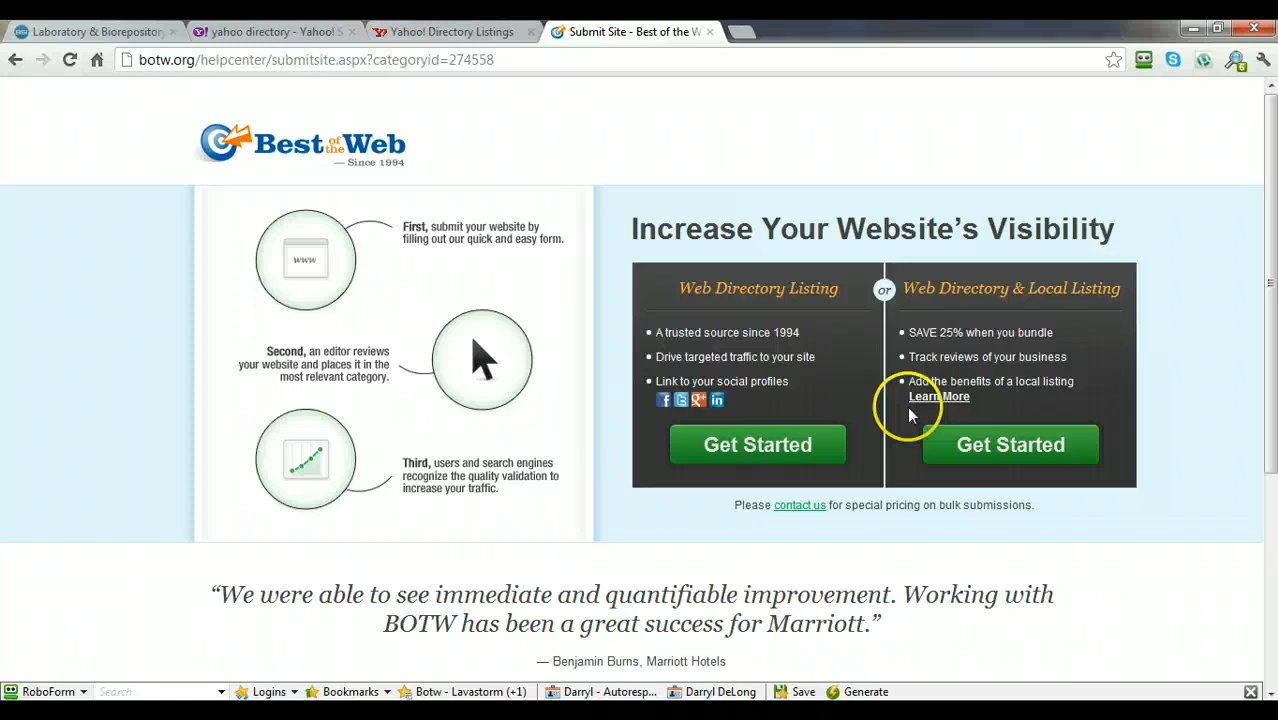 Laboratory & Biorepository
yahoo directory - Yahoo! S
Yahoo! Directory Listings
Submit Site - Best of the W
botw.org/helpcenter/submitsite.aspx?categoryid=274558
6
Best of the Web
— Since 1994
First, submit your website by
filling out our quick and easy form.
www
Second, an editor reviews
your website and places it in the
most relevant category.
Third, users and search engines
recognize the quality validation to
increase your traffic.
Increase Your Website's Visibility
Web Directory Listing
A trusted source since 1994
Drive targeted traffic to your site
Link to your social profiles
Get Started
or
Web Directory & Local Listing
SAVE 25% when you bundle
Track reviews of your business
Add the benefits of a local listing
Learn More
Get Started
Please contact us for special pricing on bulk submissions.
“We were able to see immediate and quantifiable improvement. Working with
BOTW has been a great success for Marriott.”
— Benjamin Burns, Marriott Hotels
RoboForm Search Logins Bookmarks Botw - Lavastorm (+1) Darryl - Autoresp... Darryl DeLong Save Generate